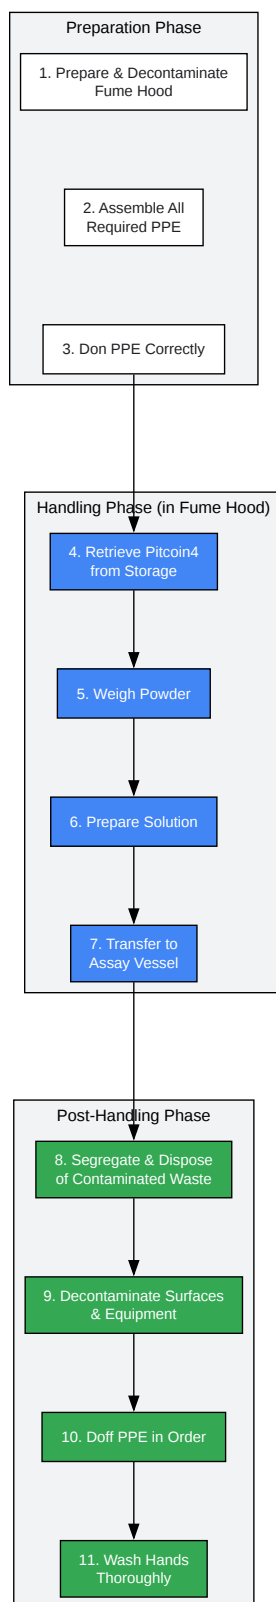 Preparation Phase
1. Prepare & Decontaminate
Fume Hood
2. Assemble All
Required PPE
3. Don PPE Correctly
Handling Phase (in Fume Hood)
4. Retrieve Pitcoin4
from Storage
5. Weigh Powder
6. Prepare Solution
7. Transfer to
Assay Vessel
Post-Handling Phase
8. Segregate & Dispose
of Contaminated Waste
9. Decontaminate Surfaces
& Equipment
10. Doff PPE in Order
11. Wash Hands
Thoroughly